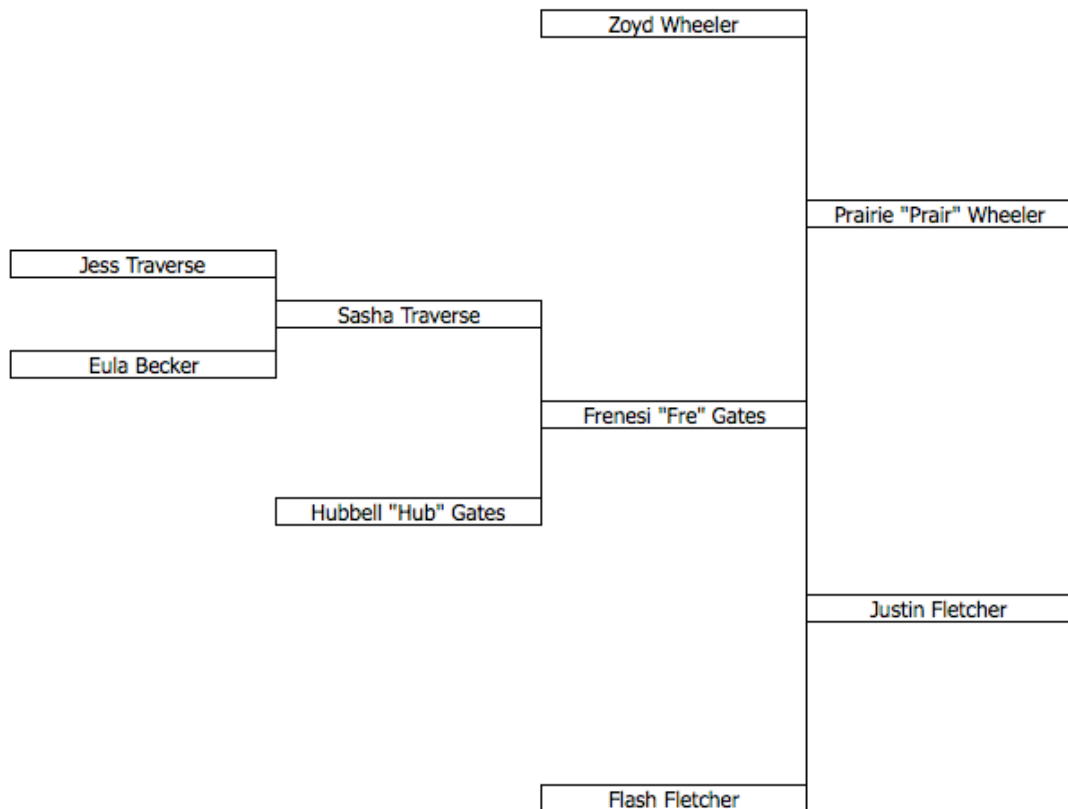 Zoyd Wheeler
Prairie "Prair" Wheeler
Jess Traverse
Sasha Traverse
Eula Becker
Frenesi "Fre" Gates
Hubbell "Hub" Gates
Justin Fletcher
Flash Fletcher